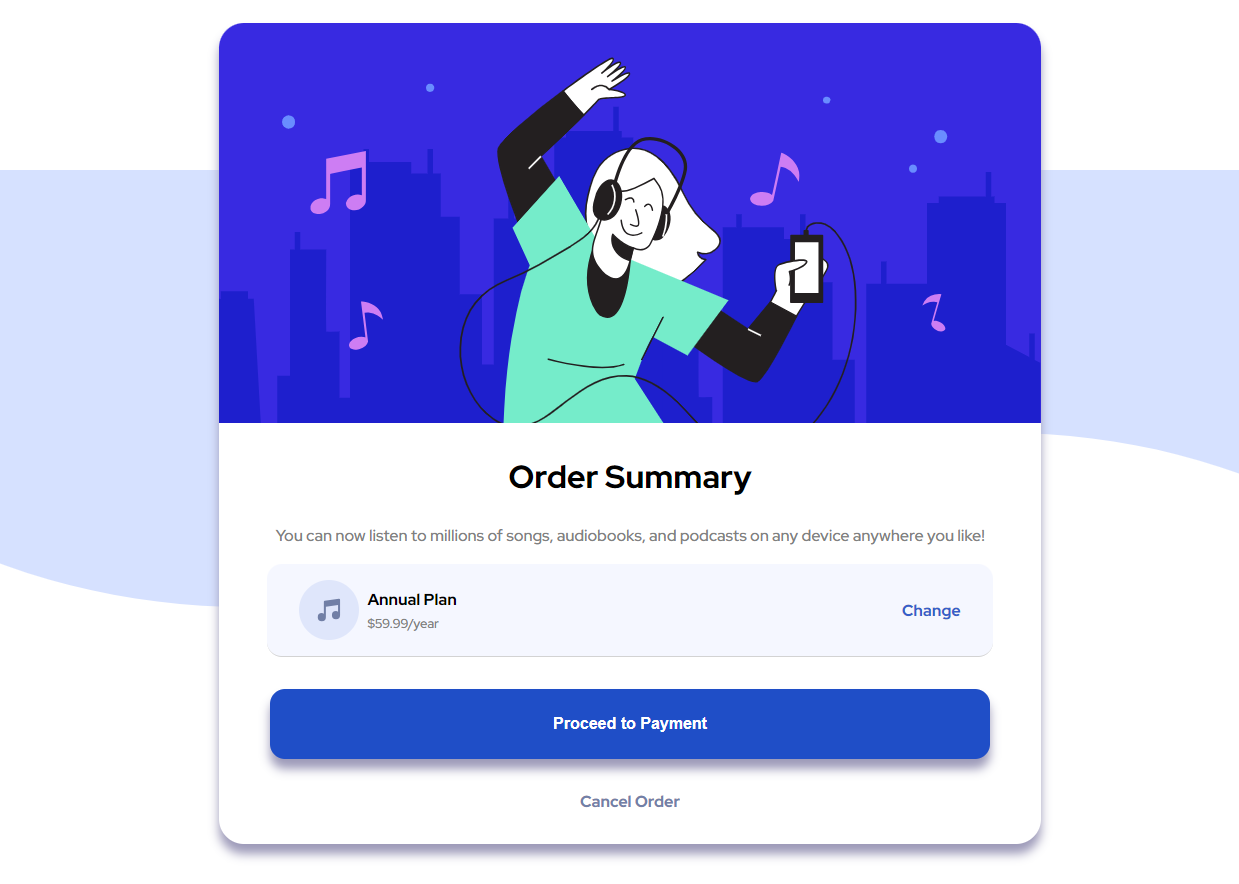 Order Summary
You can now listen to millions of songs, audiobooks, and podcasts on any device anywhere you like!
Annual Plan
$59.99/year
Change
Proceed to Payment
Cancel Order